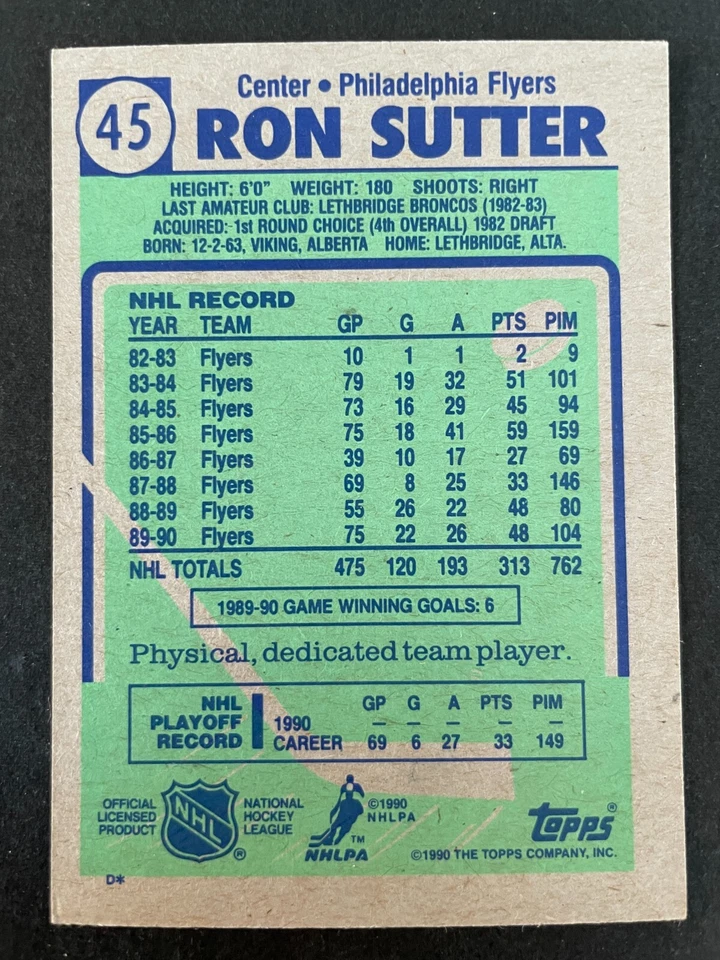 45
Center • Philadelphia Flyers
RON SUTTER
HEIGHT: 6'0" WEIGHT: 180 SHOOTS: RIGHT
LAST AMATEUR CLUB: LETHBRIDGE BRONCOS (1982-83)
ACQUIRED: 1st ROUND CHOICE (4th OVERALL) 1982 DRAFT
BORN: 12-2-63, VIKING, ALBERTA HOME: LETHBRIDGE, ALTA.
NHL RECORD
YEAR TEAM GP G A PTS PIM
82-83 Flyers 10 1 1 2 9
83-84 Flyers 79 19 32 51 101
84-85. Flyers 73 16 29 45 94
85-86 Flyers 75 18 41 59 159
86-87 Flyers 39 10 17 27 69
87-88 Flyers 69 8 25 33 146
88-89 Flyers 55 26 22 48 80
89-90 Flyers 75 22 26 48 104
NHL TOTALS 475 120 193 313 762
1989-90 GAME WINNING GOALS: 6
Physical, dedicated team player.
NHL PLAYOFF RECORD
GP G A PTS PIM
1990 — — — — —
CAREER 69 6 27 33 149
OFFICIAL LICENSED PRODUCT
NHL ®
NATIONAL HOCKEY LEAGUE
©1990 NHLPA
TM
NHLPA
topps ®
©1990 THE TOPPS COMPANY, INC.
D*